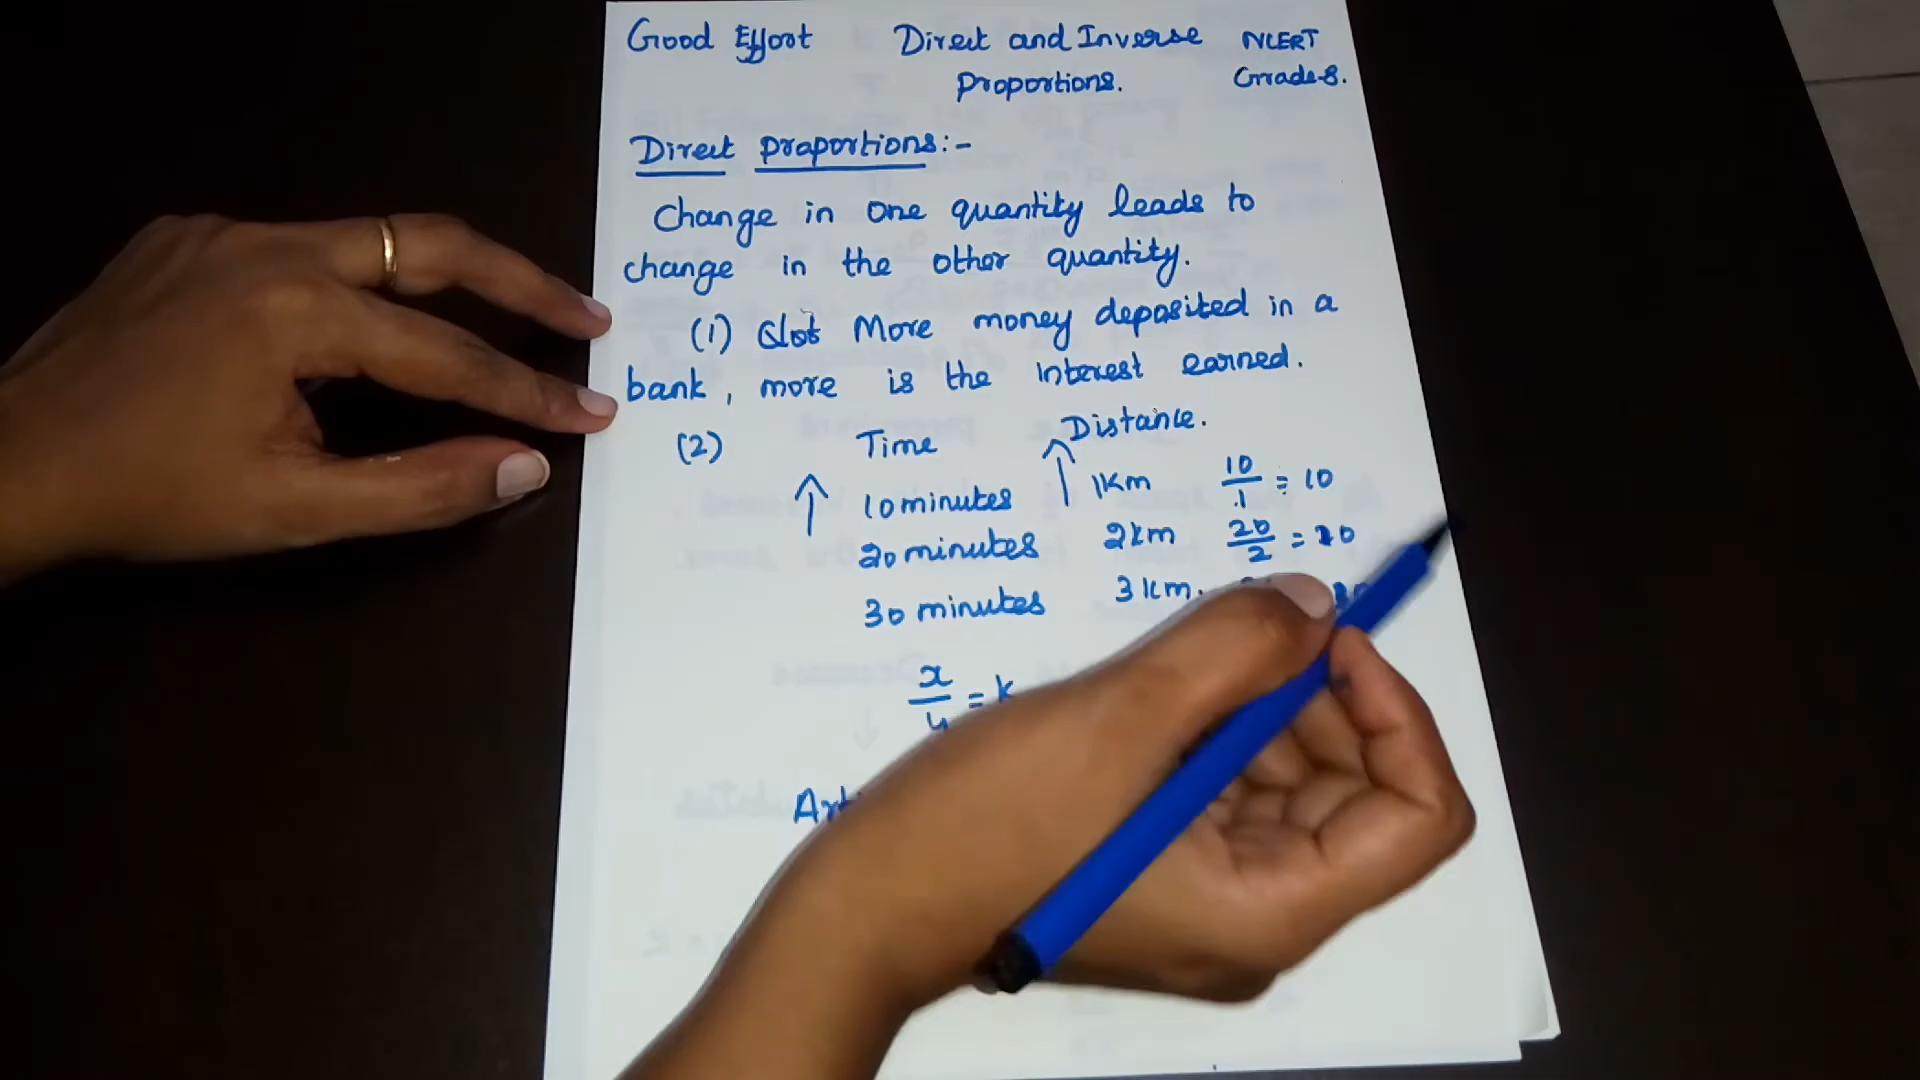 Good Effort Direct and Inverse NCERT
Proportions. Grade-8.
Direct proportions:-
Change in one quantity leads to
change in the other quantity.
(1) More money deposited in a
bank, more is the interest earned.
(2) Time Distance.
10 minutes 1km 10/1 = 10
20 minutes 2km 20/2 = 10
30 minutes 3km.
x/y = k